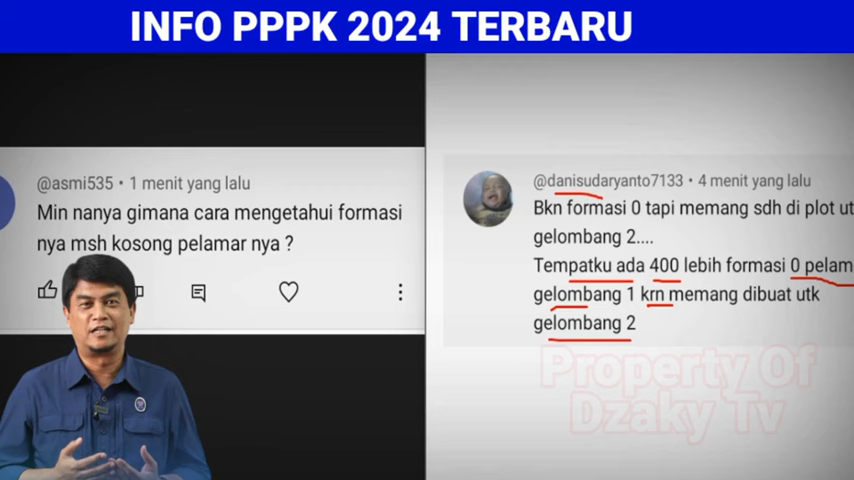 INFO PPPK 2024 TERBARU
@asmi535 • 1 menit yang lalu
Min nanya gimana cara mengetahui formasi
nya msh kosong pelamar nya ?
@danisudaryanto7133 • 4 menit yang lalu
Bkn formasi 0 tapi memang sdh di plot ut
gelombang 2....
Tempatku ada 400 lebih formasi 0 pelam
gelombang 1 krn memang dibuat utk
gelombang 2
Property Of
Dzaky Tv